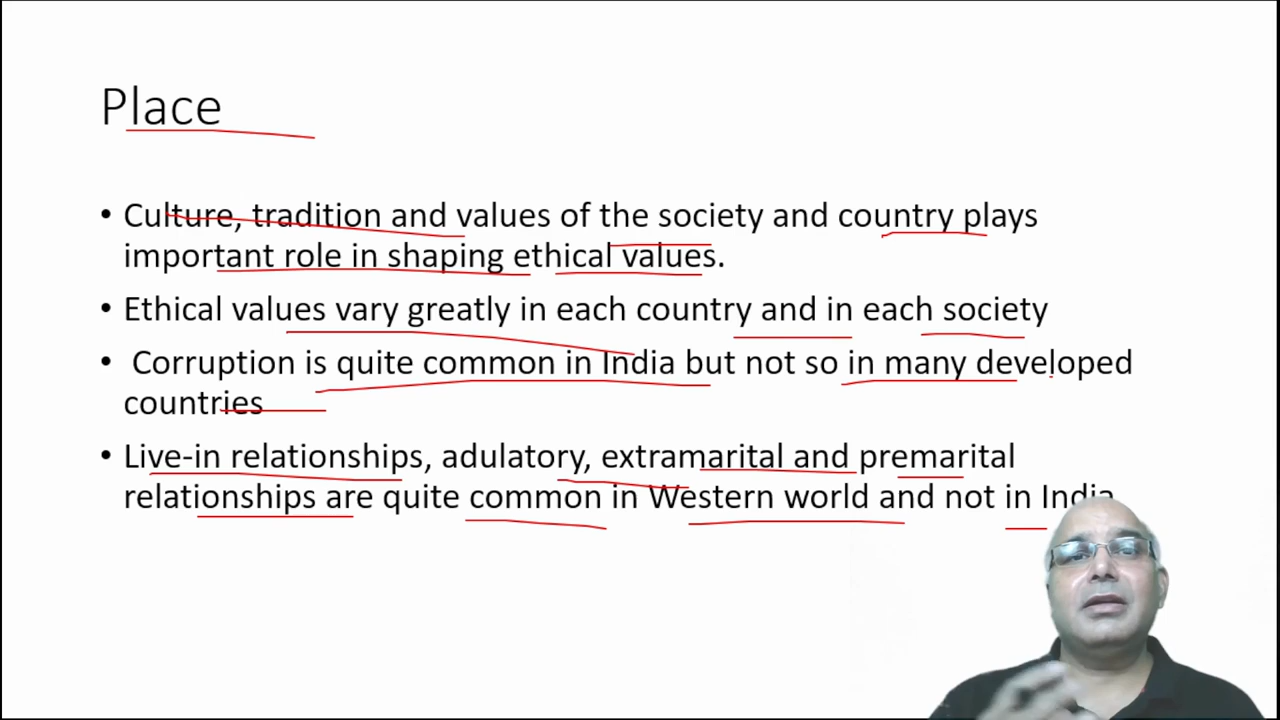 Place
• Culture, tradition and values of the society and country plays
important role in shaping ethical values.
• Ethical values vary greatly in each country and in each society
• Corruption is quite common in India but not so in many developed
countries
• Live-in relationships, adulatory, extramarital and premarital
relationships are quite common in Western world and not in India